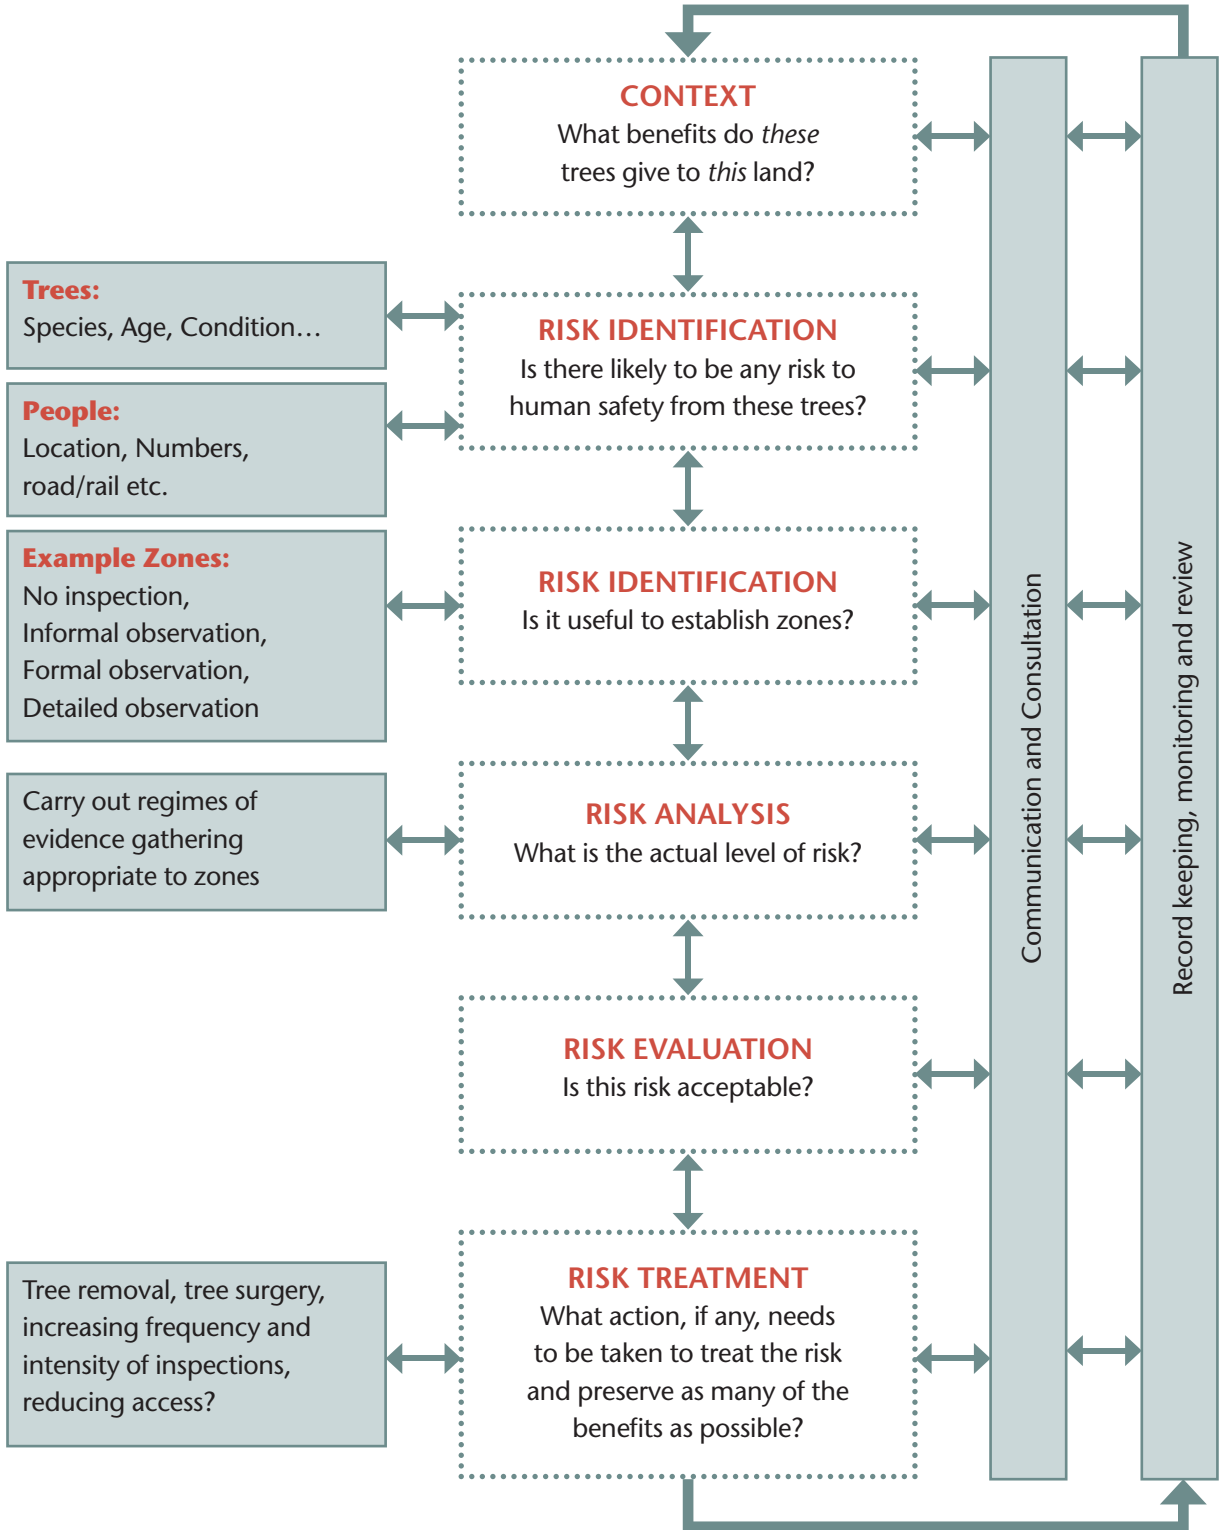 CONTEXT
What benefits do these
trees give to this land?
Trees:
Species, Age, Condition…
People:
Location, Numbers,
road/rail etc.
RISK IDENTIFICATION
Is there likely to be any risk to
human safety from these trees?
Example Zones:
No inspection,
Informal observation,
Formal observation,
Detailed observation
RISK IDENTIFICATION
Is it useful to establish zones?
Carry out regimes of
evidence gathering
appropriate to zones
RISK ANALYSIS
What is the actual level of risk?
RISK EVALUATION
Is this risk acceptable?
Tree removal, tree surgery,
increasing frequency and
intensity of inspections,
reducing access?
RISK TREATMENT
What action, if any, needs
to be taken to treat the risk
and preserve as many of the
benefits as possible?
Communication and Consultation
Record keeping, monitoring and review